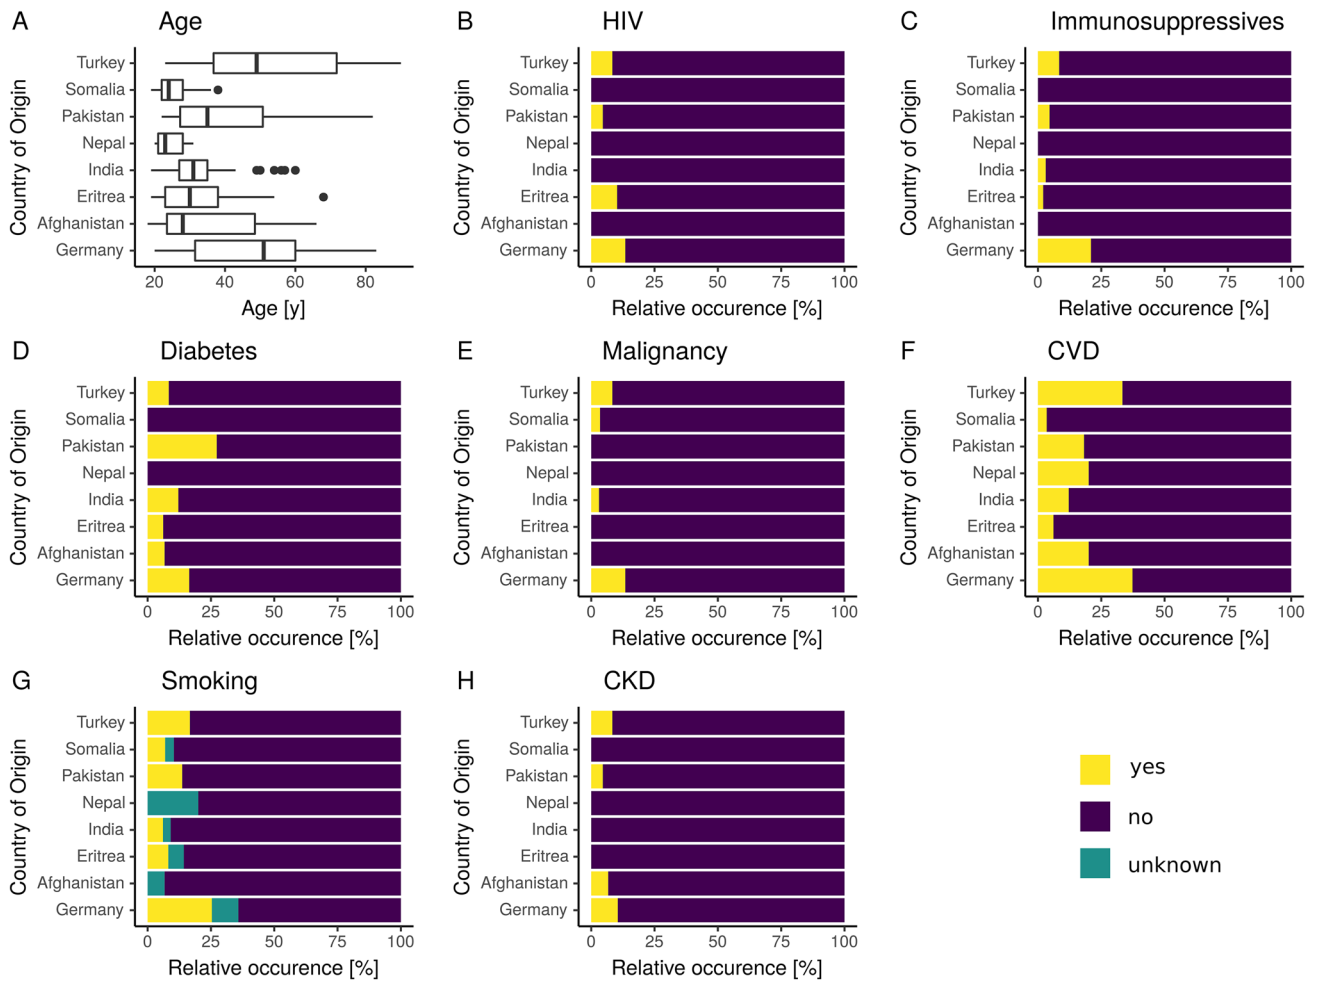 A Age
Country of Origin
Turkey
Somalia
Pakistan
Nepal
India
Eritrea
Afghanistan
Germany
20 40 60 80
Age [y]
B HIV
Country of Origin
Turkey
Somalia
Pakistan
Nepal
India
Eritrea
Afghanistan
Germany
0 25 50 75 100
Relative occurence [%]
C Immunosuppressives
Country of Origin
Turkey
Somalia
Pakistan
Nepal
India
Eritrea
Afghanistan
Germany
0 25 50 75 100
Relative occurence [%]
D Diabetes
Country of Origin
Turkey
Somalia
Pakistan
Nepal
India
Eritrea
Afghanistan
Germany
0 25 50 75 100
Relative occurence [%]
E Malignancy
Country of Origin
Turkey
Somalia
Pakistan
Nepal
India
Eritrea
Afghanistan
Germany
0 25 50 75 100
Relative occurence [%]
F CVD
Country of Origin
Turkey
Somalia
Pakistan
Nepal
India
Eritrea
Afghanistan
Germany
0 25 50 75 100
Relative occurence [%]
G Smoking
Country of Origin
Turkey
Somalia
Pakistan
Nepal
India
Eritrea
Afghanistan
Germany
0 25 50 75 100
Relative occurence [%]
H CKD
Country of Origin
Turkey
Somalia
Pakistan
Nepal
India
Eritrea
Afghanistan
Germany
0 25 50 75 100
Relative occurence [%]
yes
no
unknown